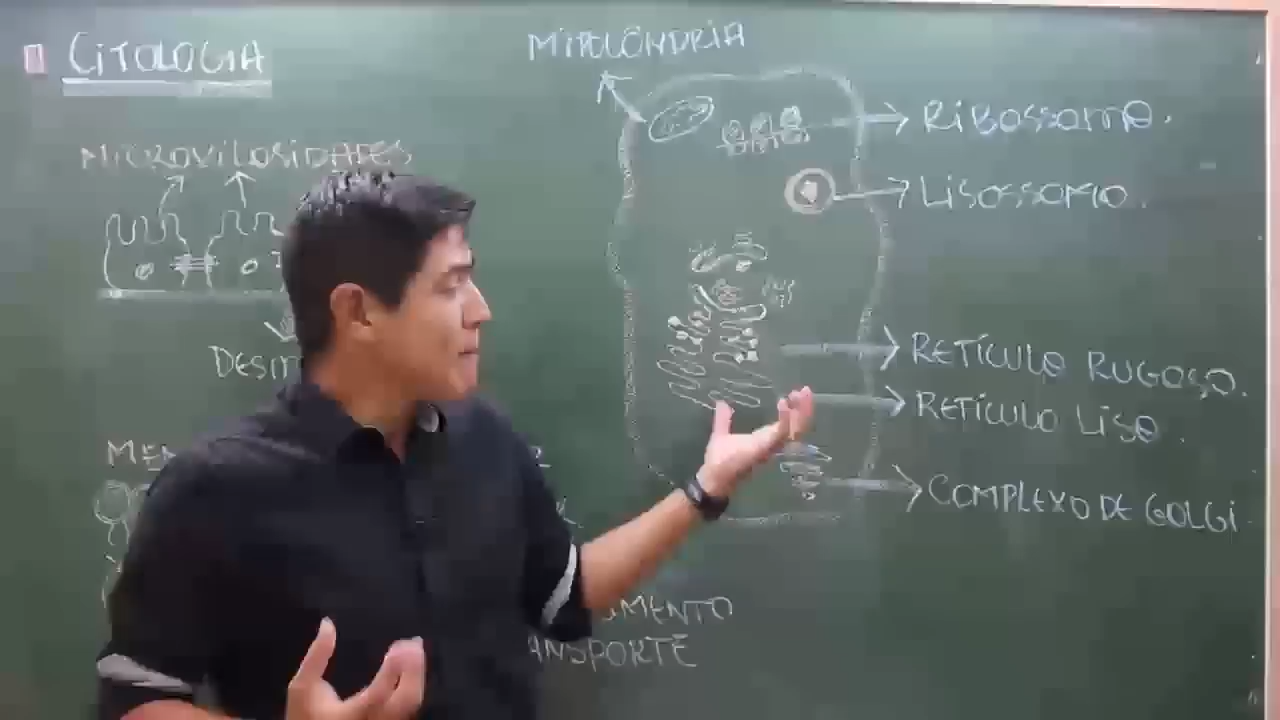 CITOLOGIA
MITOCÔNDRIA
MICROVILOSIDADES
RIBOSSOMO.
LISOSSOMO.
RETÍCULO RUGOSO.
RETÍCULO LISO.
COMPLEXO DE GOLGI.